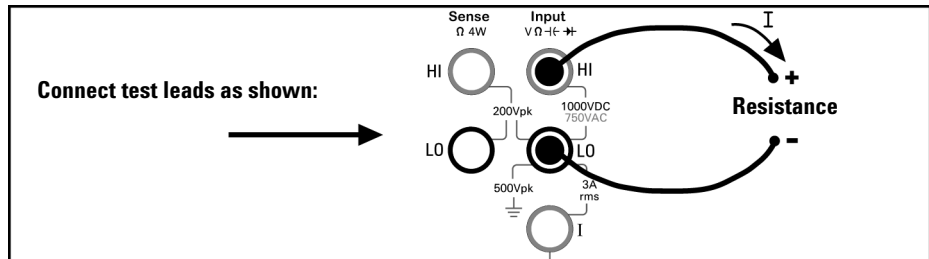 Sense Input
Ω 4W VΩ⊣⊢ ➔+
I
HI HI
+
Connect test leads as shown:
200Vpk 1000VDC
750VAC
Resistance
LO LO
-
500Vpk 3A
rms
I